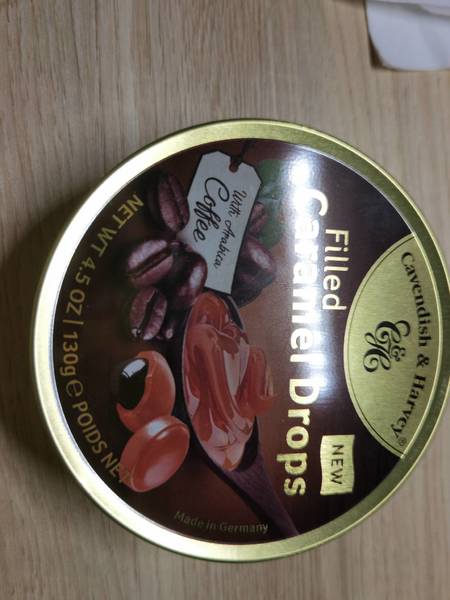 Cavendish & Harvey®
C&H
NEW
Filled
Caramel Drops
With Arabica
Coffee
NET WT 4.5 OZ | 130g e POIDS NET
Made in Germany